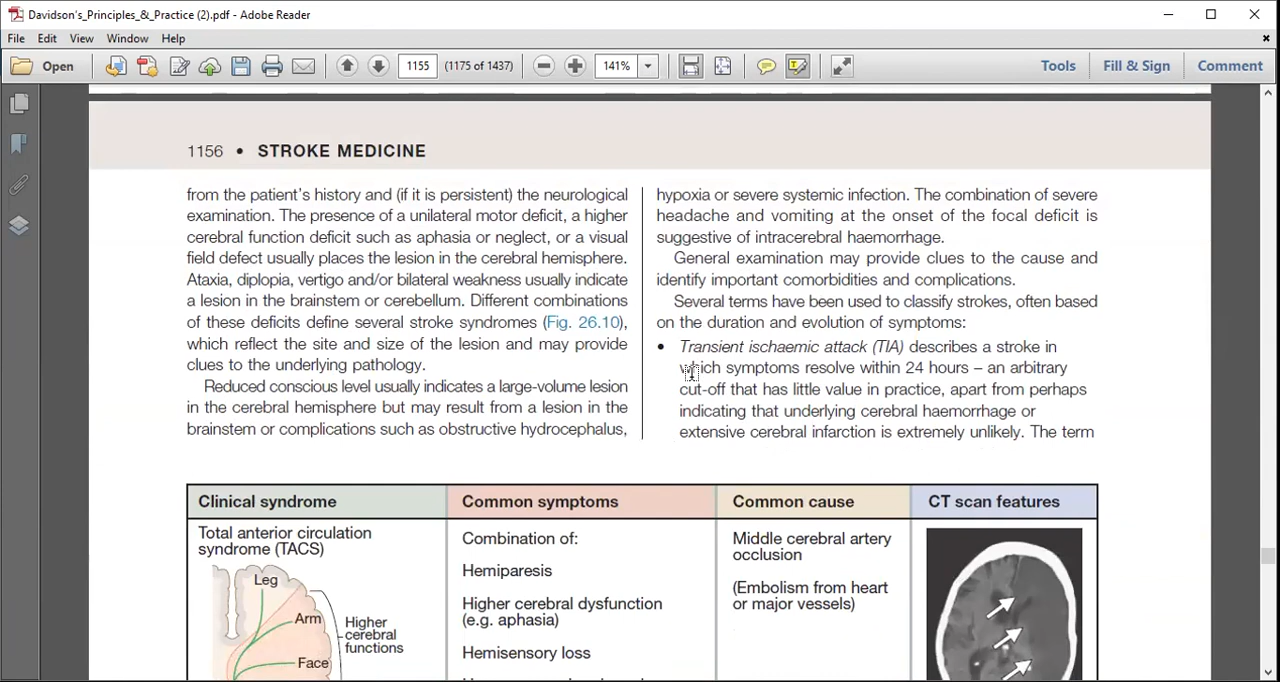 Davidson's_Principles_&_Practice (2).pdf - Adobe Reader
File Edit View Window Help
Open 1155 (1175 of 1437) 141% Tools Fill & Sign Comment
1156 • STROKE MEDICINE
from the patient's history and (if it is persistent) the neurological
examination. The presence of a unilateral motor deficit, a higher
cerebral function deficit such as aphasia or neglect, or a visual
field defect usually places the lesion in the cerebral hemisphere.
Ataxia, diplopia, vertigo and/or bilateral weakness usually indicate
a lesion in the brainstem or cerebellum. Different combinations
of these deficits define several stroke syndromes (Fig. 26.10),
which reflect the site and size of the lesion and may provide
clues to the underlying pathology.
Reduced conscious level usually indicates a large-volume lesion
in the cerebral hemisphere but may result from a lesion in the
brainstem or complications such as obstructive hydrocephalus,
hypoxia or severe systemic infection. The combination of severe
headache and vomiting at the onset of the focal deficit is
suggestive of intracerebral haemorrhage.
General examination may provide clues to the cause and
identify important comorbidities and complications.
Several terms have been used to classify strokes, often based
on the duration and evolution of symptoms:
• Transient ischaemic attack (TIA) describes a stroke in
which symptoms resolve within 24 hours – an arbitrary
cut-off that has little value in practice, apart from perhaps
indicating that underlying cerebral haemorrhage or
extensive cerebral infarction is extremely unlikely. The term
Clinical syndrome
Common symptoms
Common cause
CT scan features
Total anterior circulation
syndrome (TACS)
Leg
Arm
Face
Higher
cerebral
functions
Combination of:
Hemiparesis
Higher cerebral dysfunction
(e.g. aphasia)
Hemisensory loss
Middle cerebral artery
occlusion
(Embolism from heart
or major vessels)